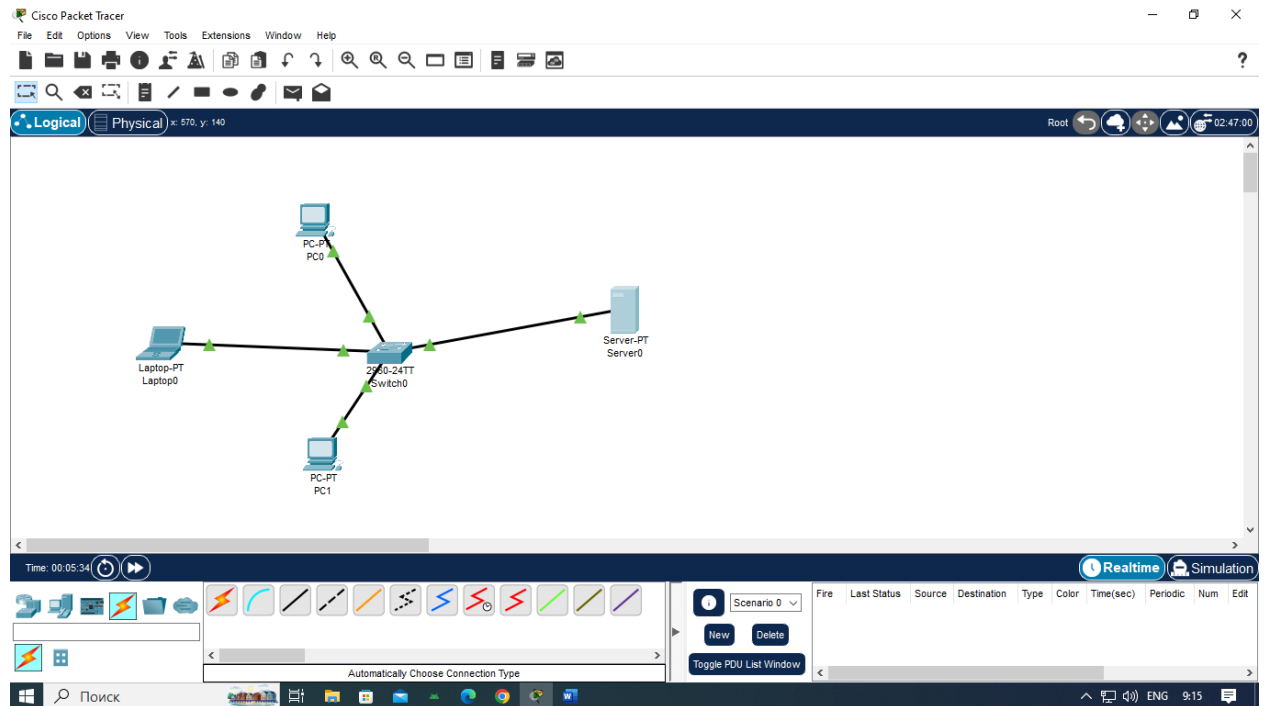 Cisco Packet Tracer
File Edit Options View Tools Extensions Window Help
?
Logical Physical x: 570, y: 140 Root 02:47:00
PC-PT
PC0
Server-PT
Server0
Laptop-PT
Laptop0
2960-24TT
Switch0
PC-PT
PC1
Time: 00:05:34 Realtime Simulation
Scenario 0
Fire Last Status Source Destination Type Color Time(sec) Periodic Num Edit
New Delete
Toggle PDU List Window
Automatically Choose Connection Type
Поиск ENG 9:15